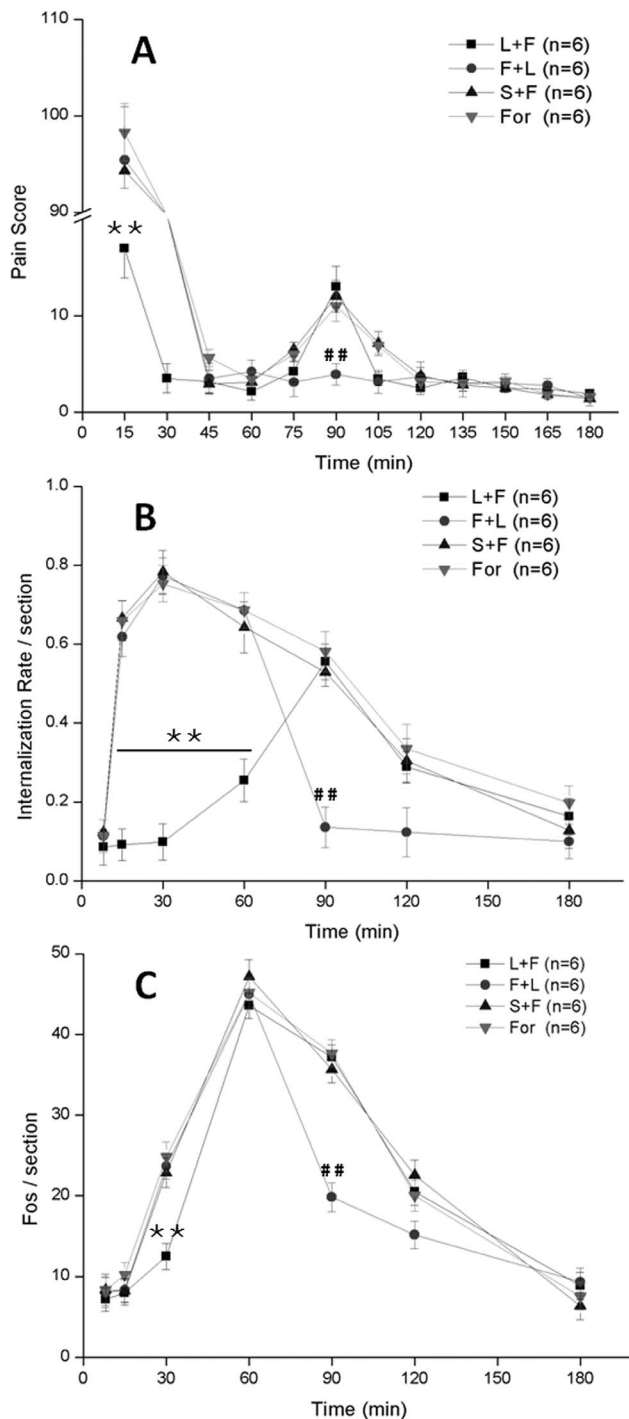 A
L+F (n=6)
F+L (n=6)
S+F (n=6)
For (n=6)
100
90
10
0
Pain Score
**
##
0 15 30 45 60 75 90 105 120 135 150 165 180
Time (min)
B
L+F (n=6)
F+L (n=6)
S+F (n=6)
For (n=6)
1.0
0.8
0.6
0.4
0.2
0.0
Internalization Rate / section
**
##
0 30 60 90 120 150 180
Time (min)
C
L+F (n=6)
F+L (n=6)
S+F (n=6)
For (n=6)
50
40
30
20
10
0
Fos / section
**
##
0 30 60 90 120 150 180
Time (min)